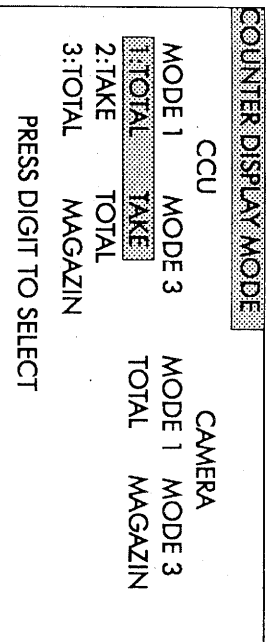 COUNTER DISPLAY MODE
CCU CAMERA
MODE 1 MODE 3 MODE 1 MODE 3
1:TOTAL TAKE TOTAL MAGAZIN
2:TAKE TOTAL
3:TOTAL MAGAZIN
PRESS DIGIT TO SELECT